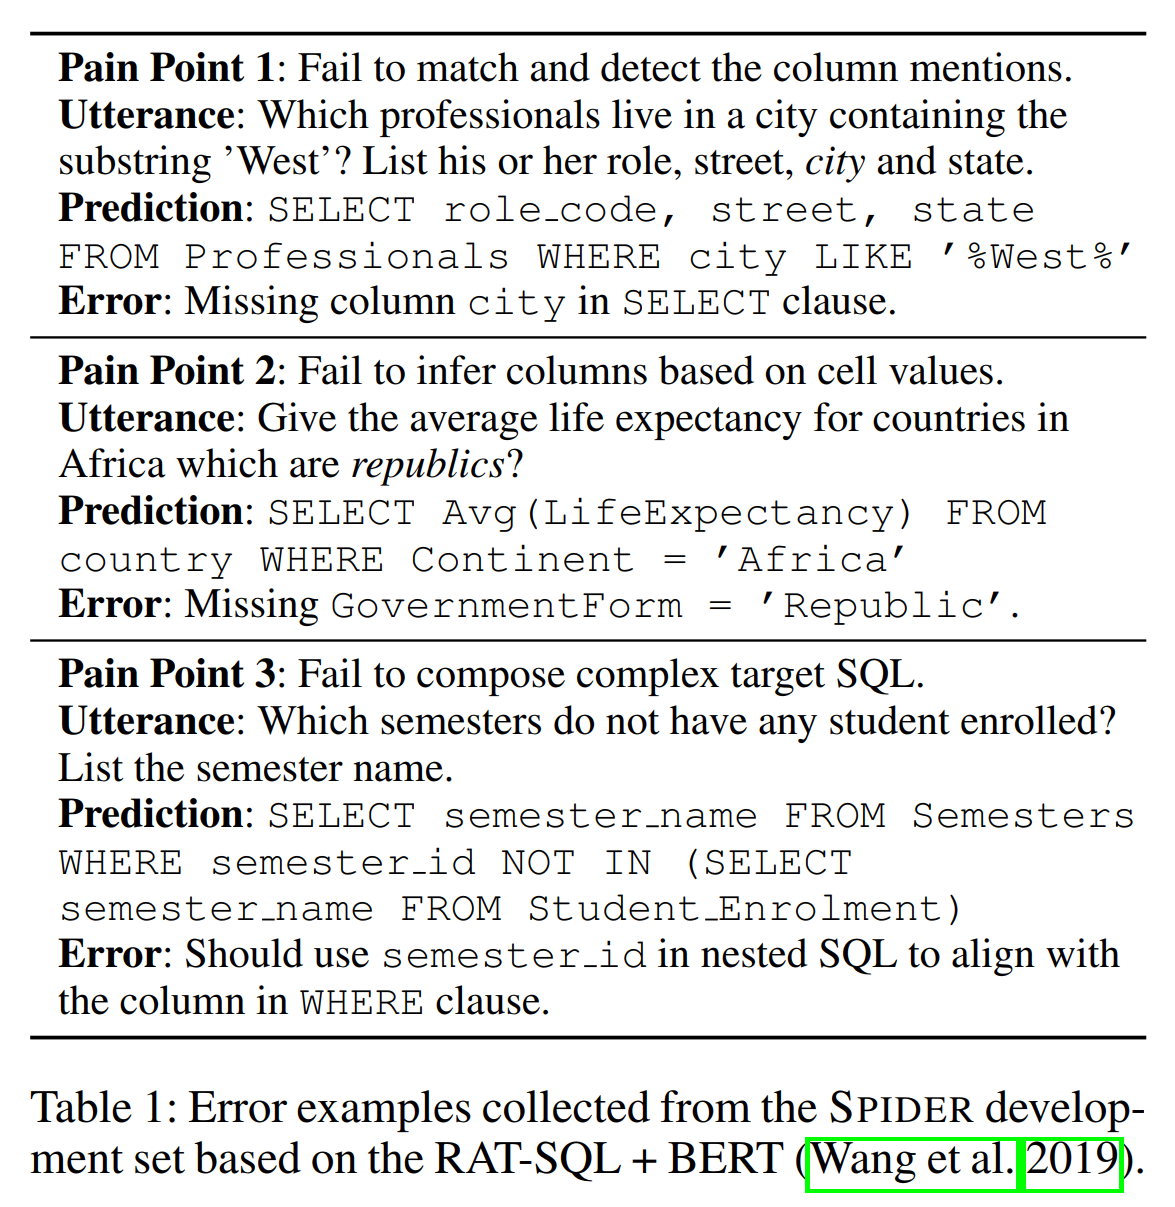 Pain Point 1: Fail to match and detect the column mentions.
Utterance: Which professionals live in a city containing the
substring ’West’? List his or her role, street, city and state.
Prediction: SELECT role_code, street, state
FROM Professionals WHERE city LIKE ’%West%’
Error: Missing column city in SELECT clause.
Pain Point 2: Fail to infer columns based on cell values.
Utterance: Give the average life expectancy for countries in
Africa which are republics?
Prediction: SELECT Avg(LifeExpectancy) FROM
country WHERE Continent = ’Africa’
Error: Missing GovernmentForm = ’Republic’.
Pain Point 3: Fail to compose complex target SQL.
Utterance: Which semesters do not have any student enrolled?
List the semester name.
Prediction: SELECT semester_name FROM Semesters
WHERE semester_id NOT IN (SELECT
semester_name FROM Student_Enrolment)
Error: Should use semester_id in nested SQL to align with
the column in WHERE clause.
Table 1: Error examples collected from the SPIDER develop-
ment set based on the RAT-SQL + BERT (Wang et al. 2019).